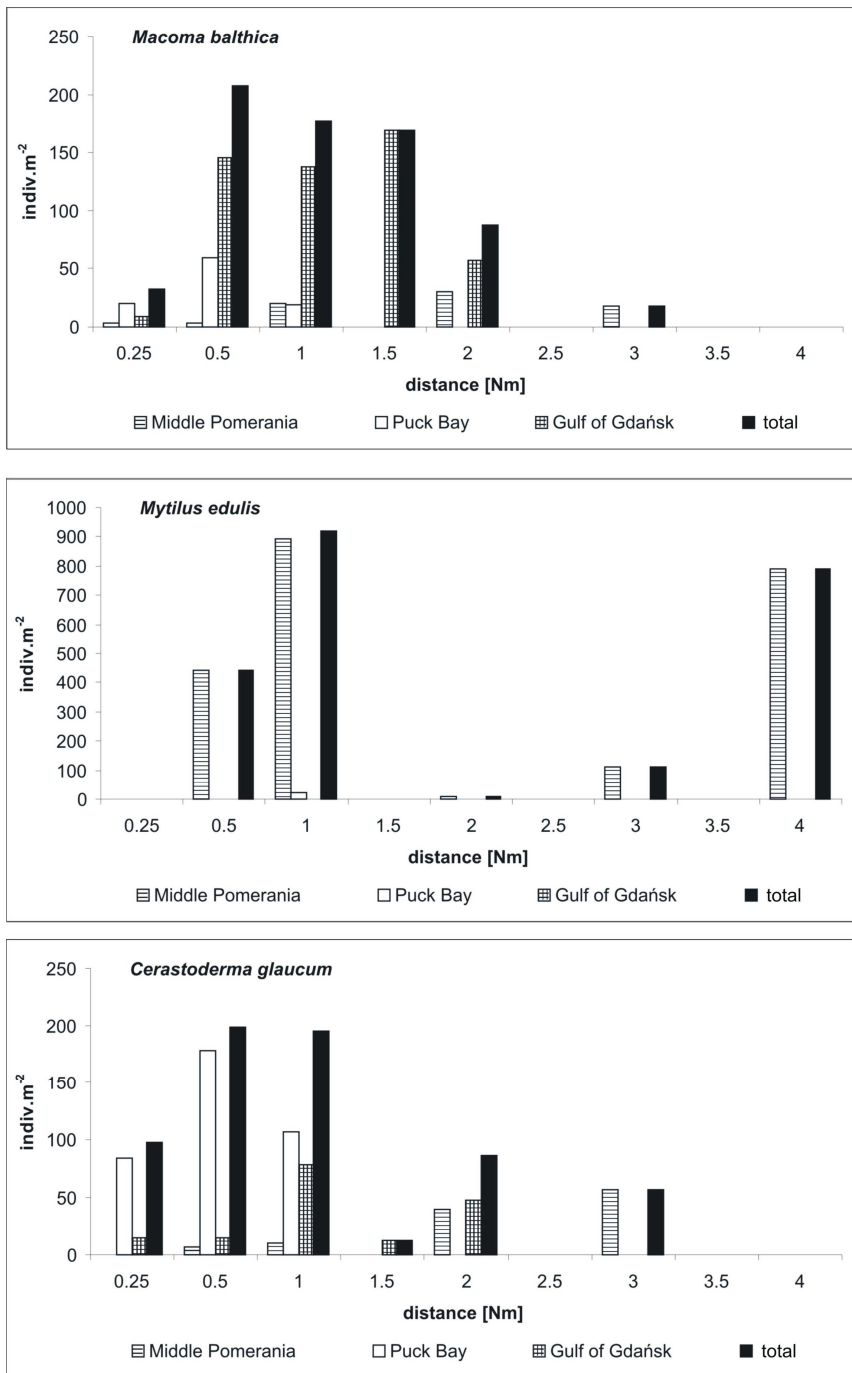 Macoma balthica
250
200
150
100
50
0
indiv.m-2
0.25 0.5 1 1.5 2 2.5 3 3.5 4
distance [Nm]
Middle Pomerania Puck Bay Gulf of Gdańsk total
Mytilus edulis
1000
900
800
700
600
500
400
300
200
100
0
indiv.m-2
0.25 0.5 1 1.5 2 2.5 3 3.5 4
distance [Nm]
Middle Pomerania Puck Bay Gulf of Gdańsk total
Cerastoderma glaucum
250
200
150
100
50
0
indiv.m-2
0.25 0.5 1 1.5 2 2.5 3 3.5 4
distance [Nm]
Middle Pomerania Puck Bay Gulf of Gdańsk total